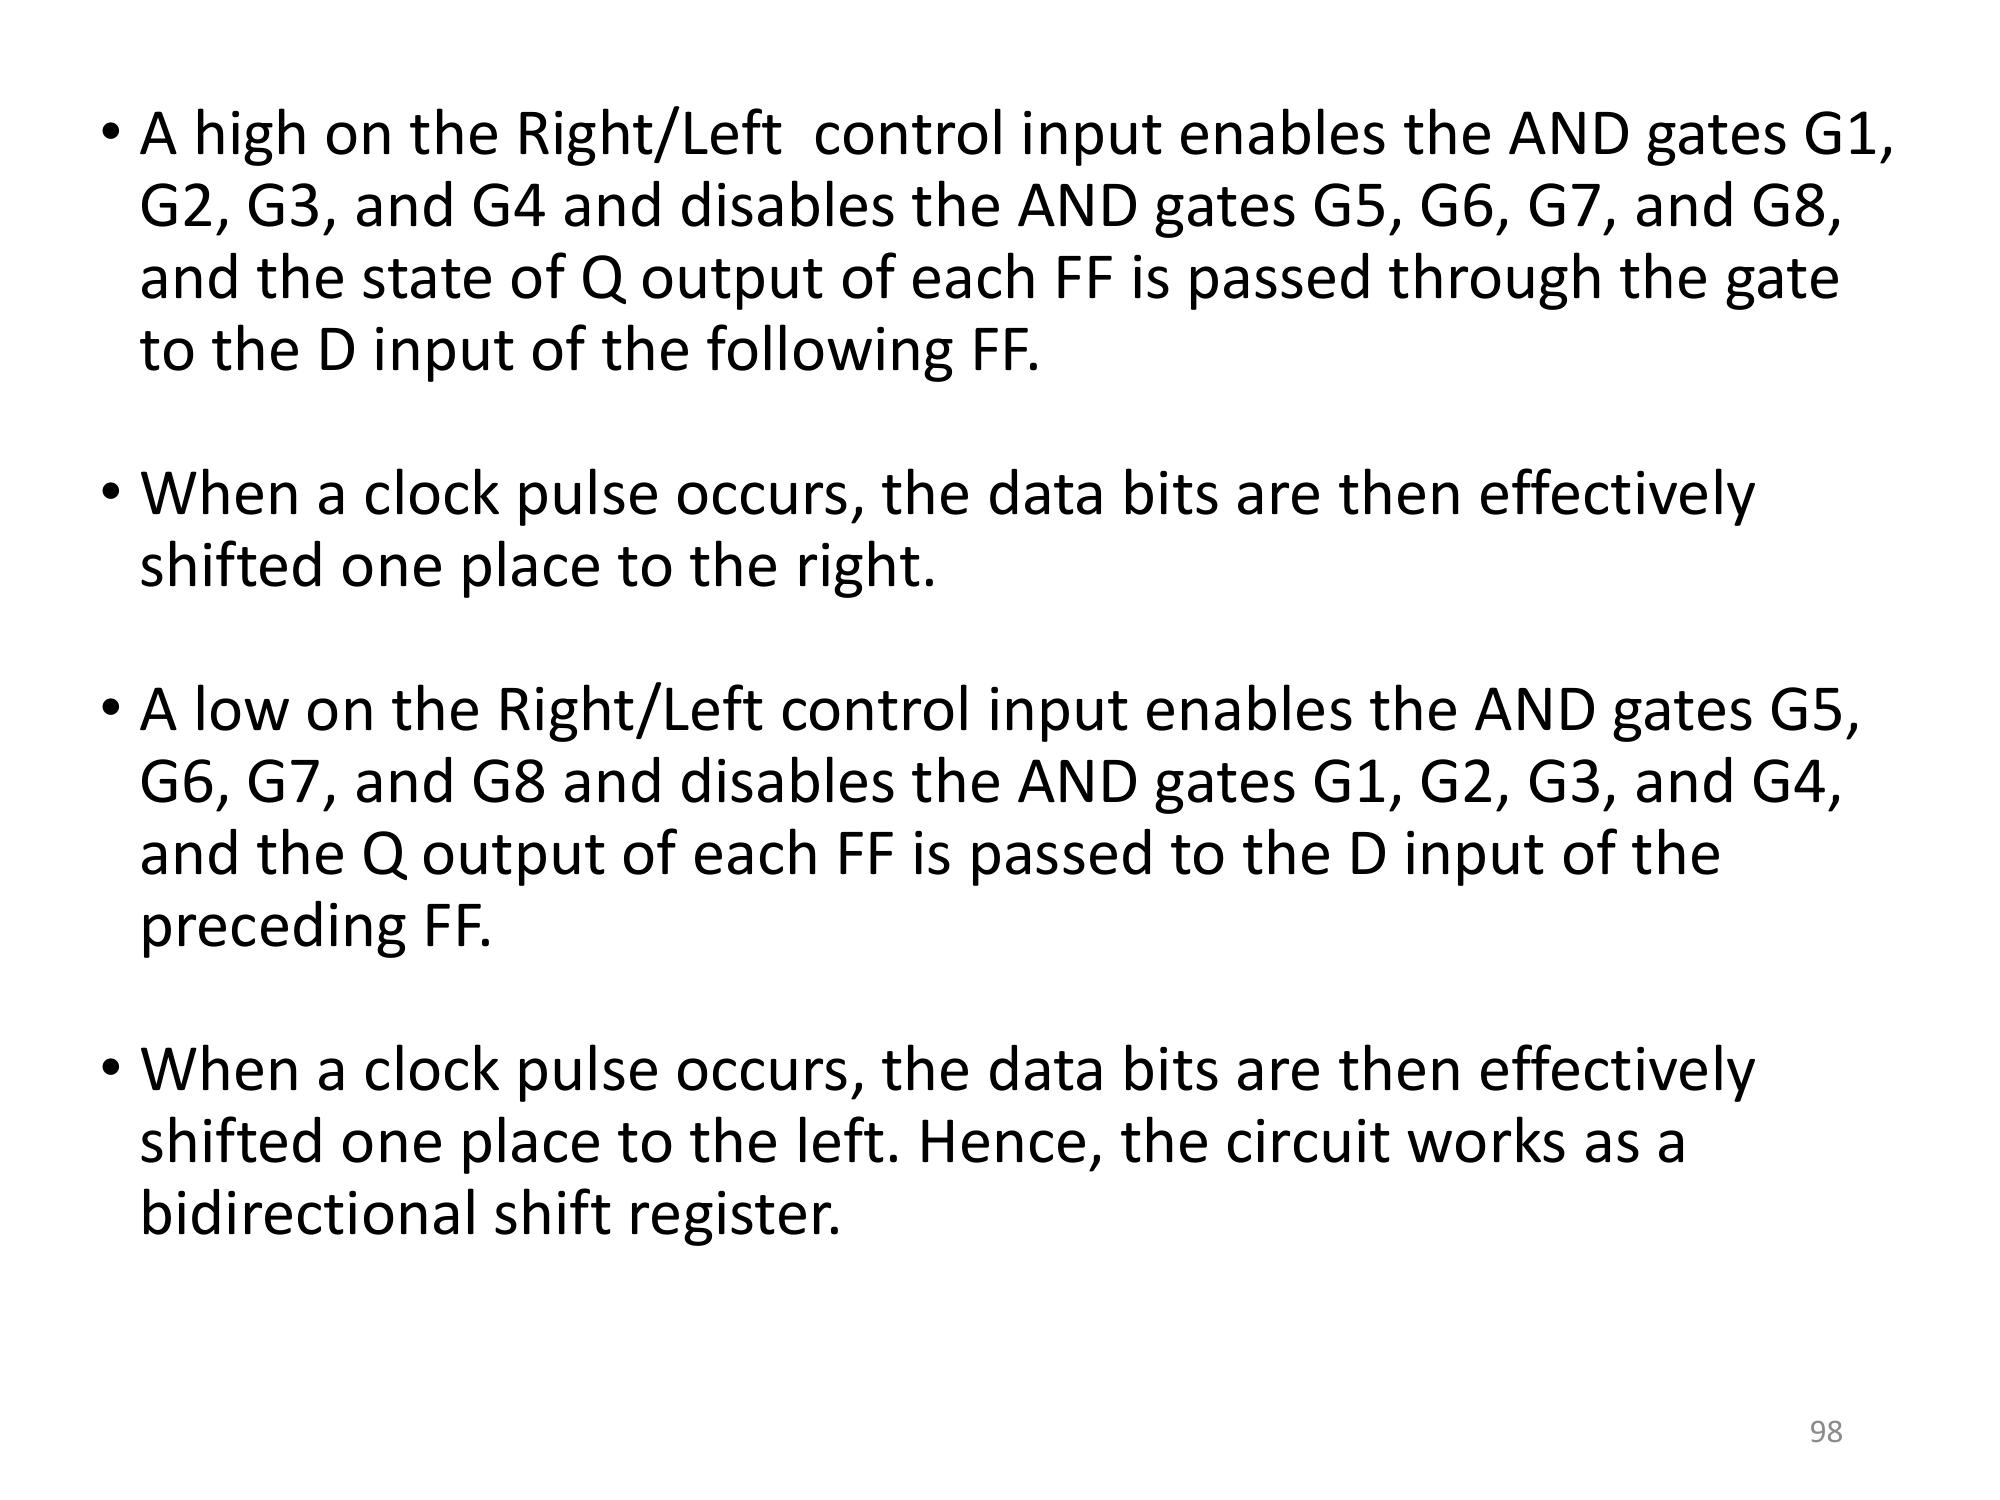 • A high on the Right/Left  control input enables the AND gates G1,
G2, G3, and G4 and disables the AND gates G5, G6, G7, and G8,
and the state of Q output of each FF is passed through the gate
to the D input of the following FF.
• When a clock pulse occurs, the data bits are then effectively
shifted one place to the right.
• A low on the Right/Left control input enables the AND gates G5,
G6, G7, and G8 and disables the AND gates G1, G2, G3, and G4,
and the Q output of each FF is passed to the D input of the
preceding FF.
• When a clock pulse occurs, the data bits are then effectively
shifted one place to the left. Hence, the circuit works as a
bidirectional shift register.
98